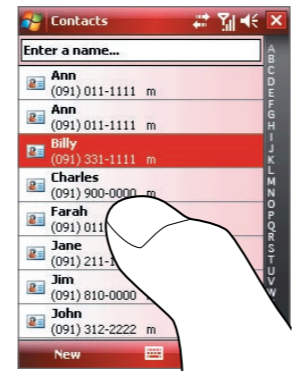 Contacts
Enter a name...
Ann
(091) 011-1111 m
Ann
(091) 011-1111 m
Billy
(091) 331-1111 m
Charles
(091) 900-0000 m
Farah
(091) 011
Jane
(091) 211-1
Jim
(091) 810-0000
John
(091) 312-2222 m
New
A
B
C
D
E
F
G
H
I
J
K
L
M
N
O
P
Q
R
S
T
U
V
W